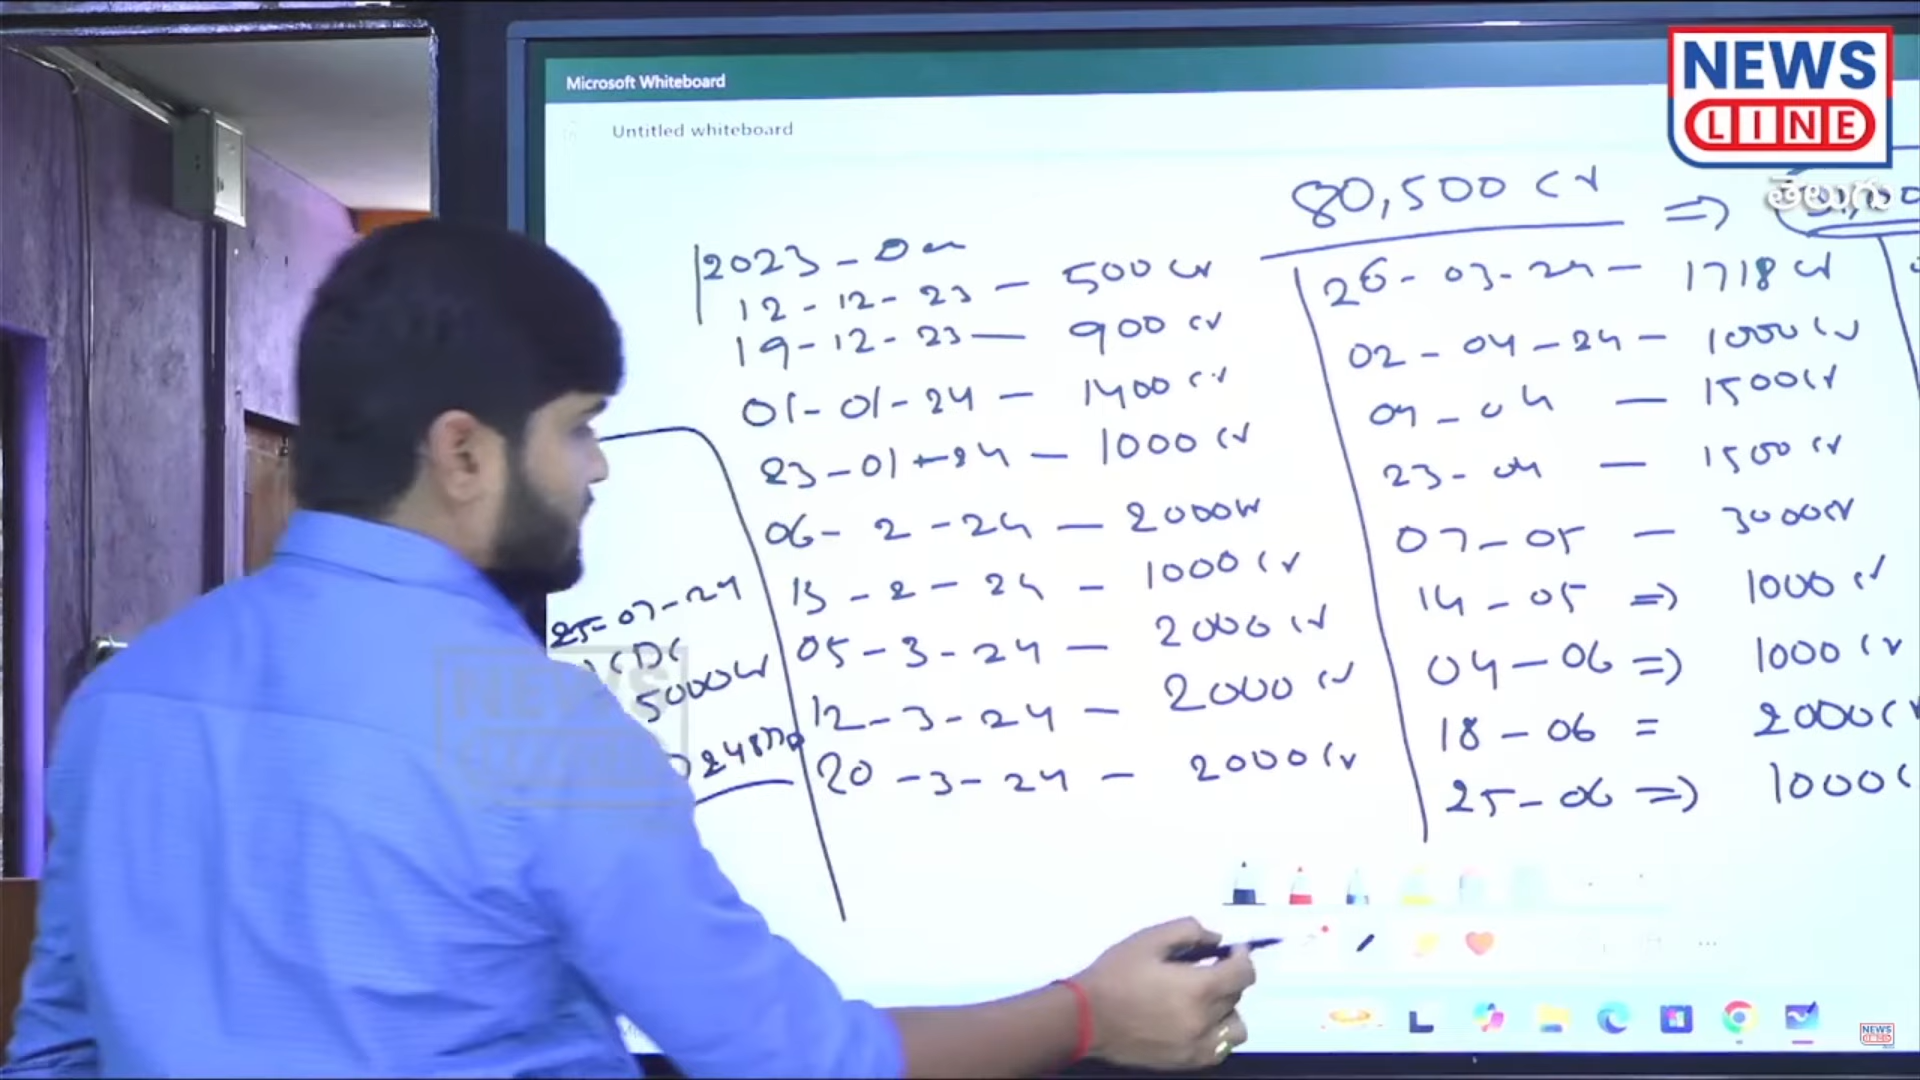 Microsoft Whiteboard
Untitled whiteboard
NEWS
LINE
తెలుగు
80,500 Cr =>
2023 - Dec
12-12-23 - 500 Cr
19-12-23 - 900 Cr
01-01-24 - 1400 Cr
23-01-24 - 1000 Cr
06-2-24 - 2000 Cr
13-2-24 - 1000 Cr
05-3-24 - 2000 Cr
12-3-24 - 2000 Cr
20-3-24 - 2000 Cr
26-03-24 - 1718 Cr
02-04-24 - 1000 Cr
09-04 - 1500 Cr
23-04 - 1500 Cr
07-05 - 3000 Cr
14-05 => 1000 Cr
04-06 => 1000 Cr
18-06 = 2000 Cr
25-06 => 1000 C
25-07-24
5000 Cr
NEWS
LINE